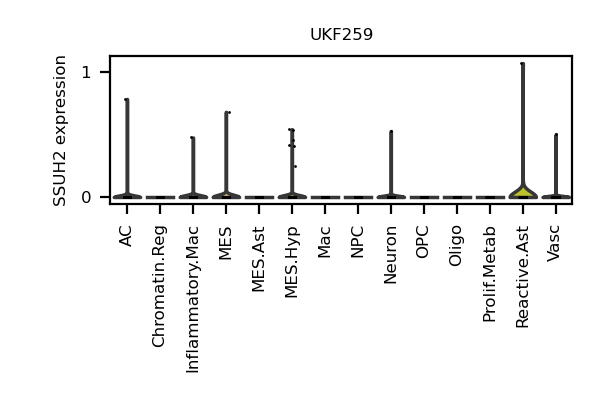 UKF259
SSUH2 expression
1
0
AC
Chromatin.Reg
Inflammatory.Mac
MES
MES.Ast
MES.Hyp
Mac
NPC
Neuron
OPC
Oligo
Prolif.Metab
Reactive.Ast
Vasc